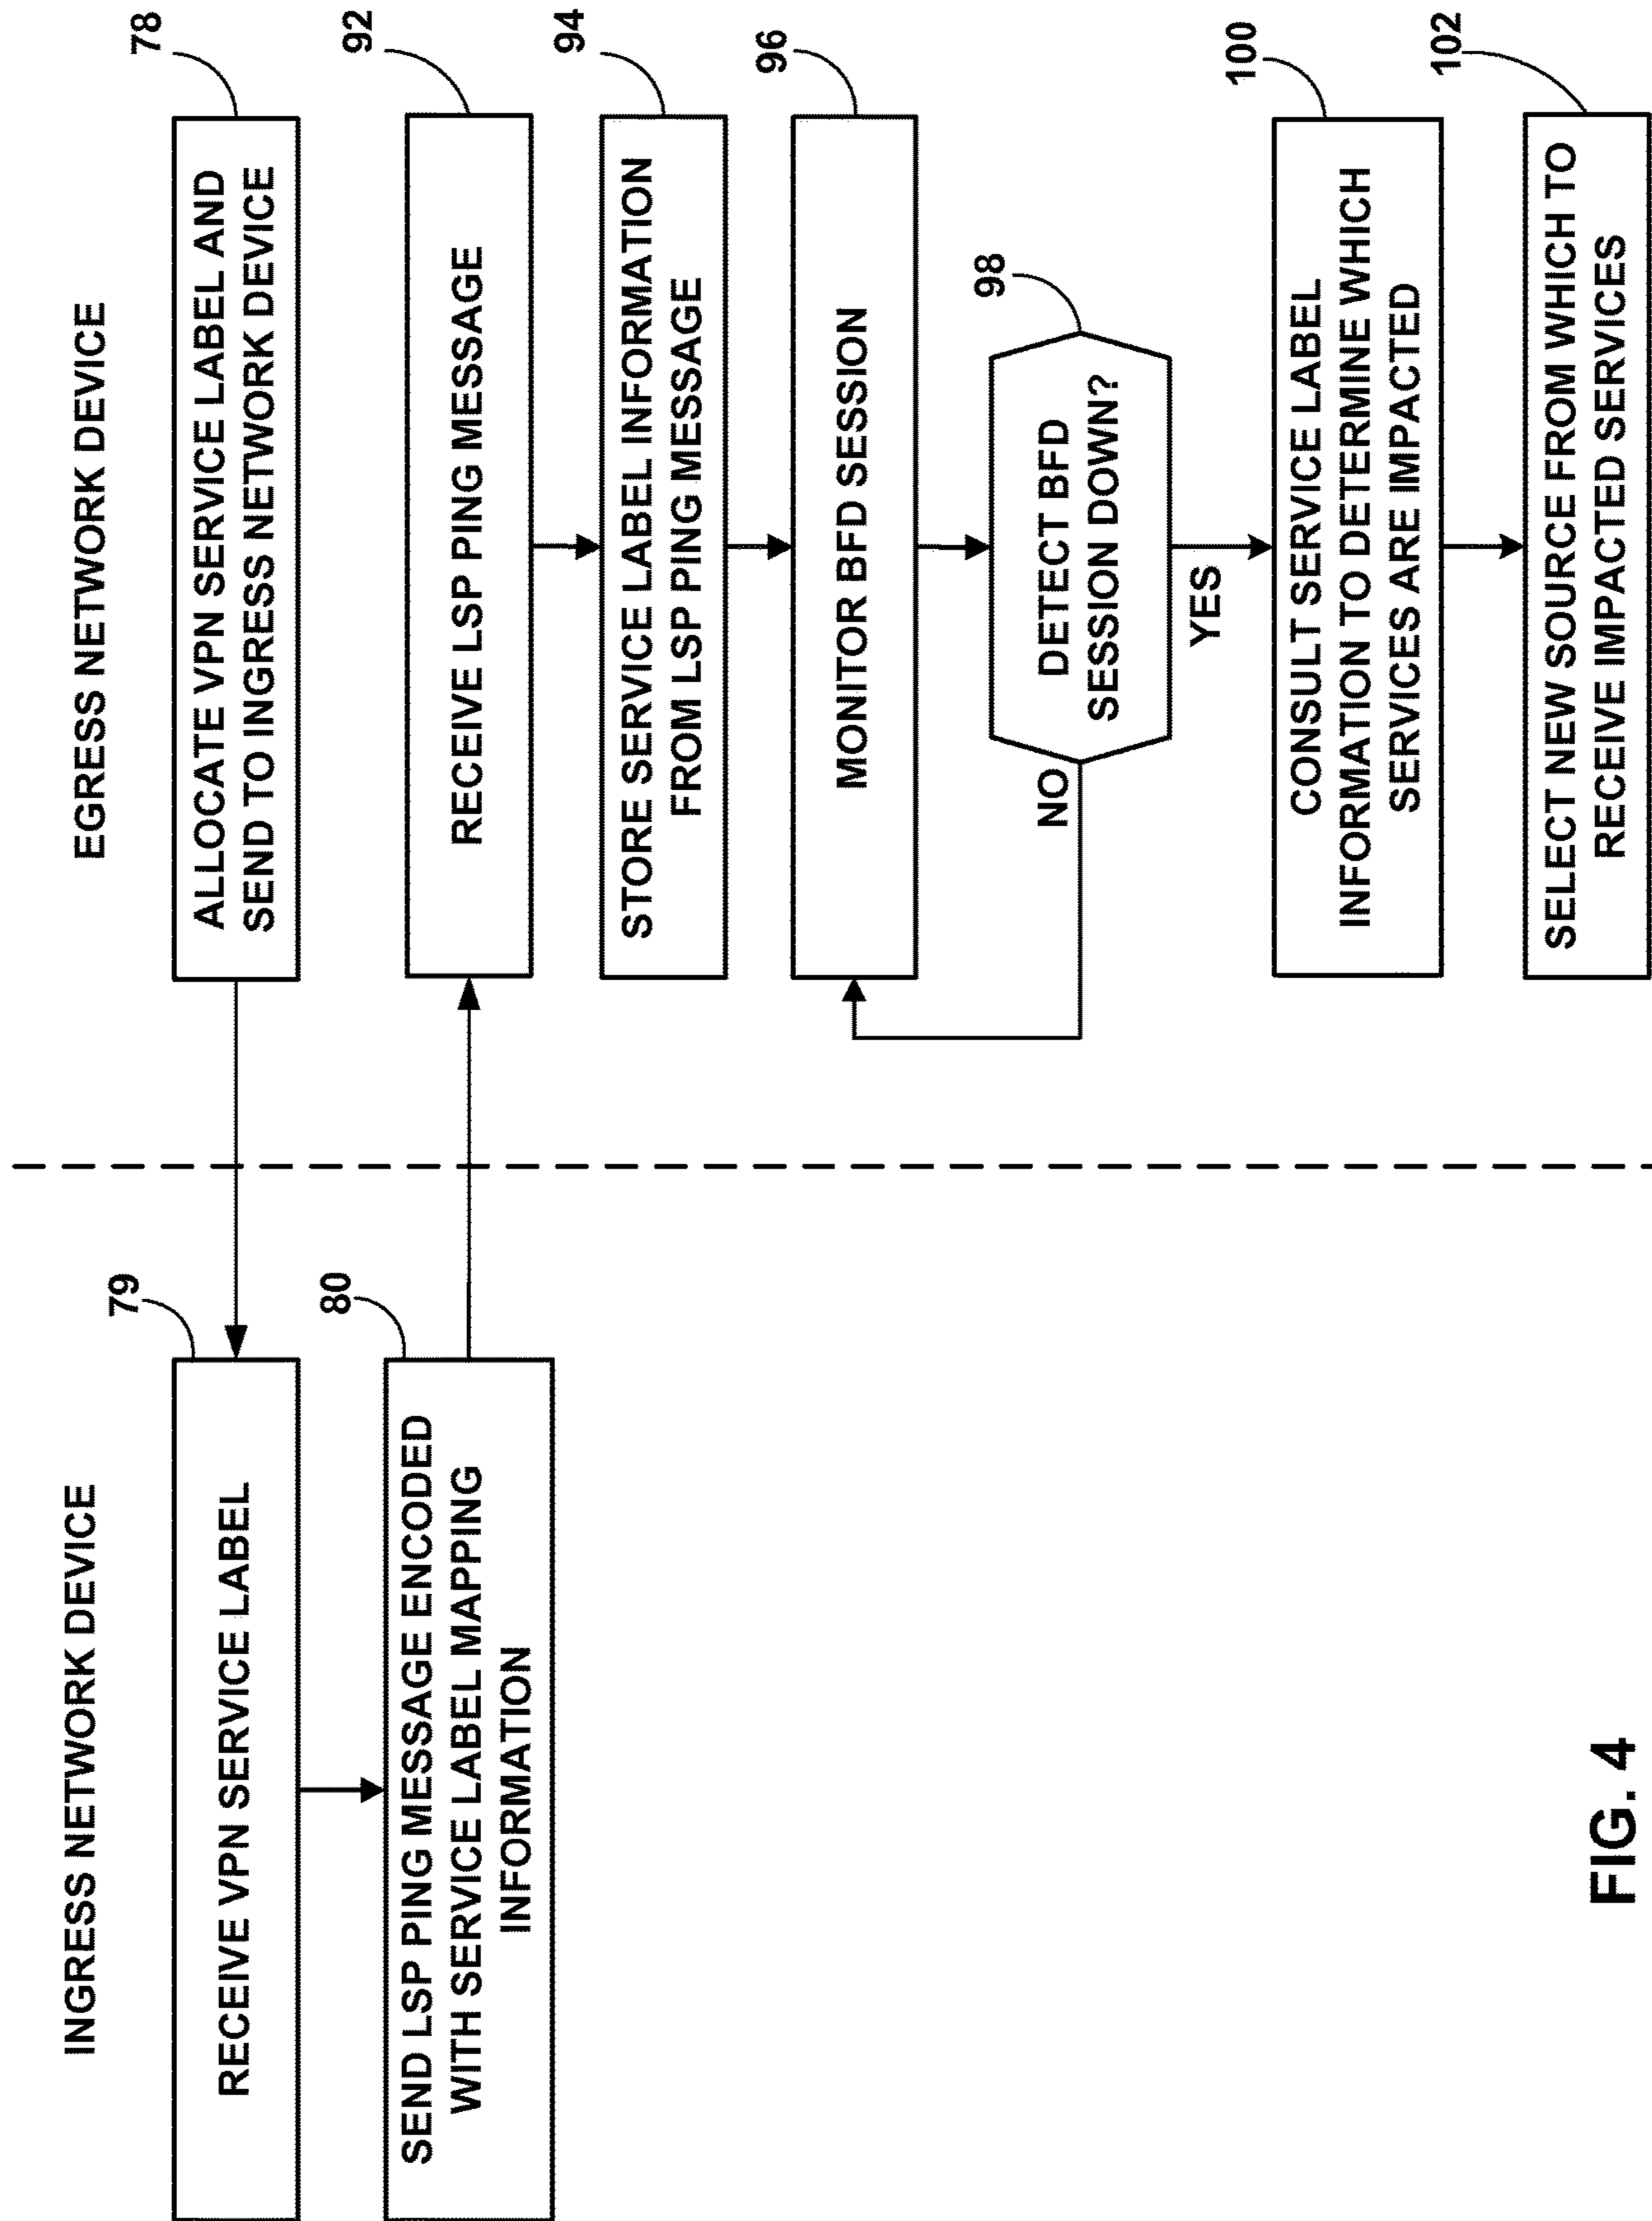 INGRESS NETWORK DEVICE
EGRESS NETWORK DEVICE
79
RECEIVE VPN SERVICE LABEL
78
ALLOCATE VPN SERVICE LABEL AND
SEND TO INGRESS NETWORK DEVICE
80
SEND LSP PING MESSAGE ENCODED
WITH SERVICE LABEL MAPPING
INFORMATION
92
RECEIVE LSP PING MESSAGE
94
STORE SERVICE LABEL INFORMATION
FROM LSP PING MESSAGE
96
MONITOR BFD SESSION
98
DETECT BFD
SESSION DOWN?
NO
YES
100
CONSULT SERVICE LABEL
INFORMATION TO DETERMINE WHICH
SERVICES ARE IMPACTED
102
SELECT NEW SOURCE FROM WHICH TO
RECEIVE IMPACTED SERVICES
FIG. 4